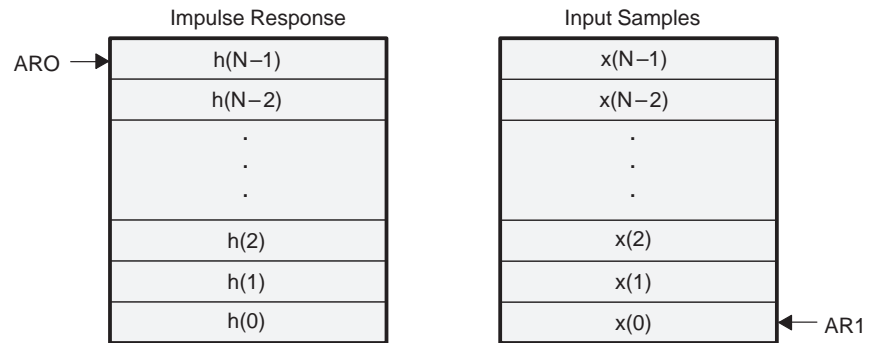 Impulse Response
ARO
h(N–1)
h(N–2)
.
.
.
h(2)
h(1)
h(0)
Input Samples
x(N–1)
x(N–2)
.
.
.
x(2)
x(1)
x(0)
AR1